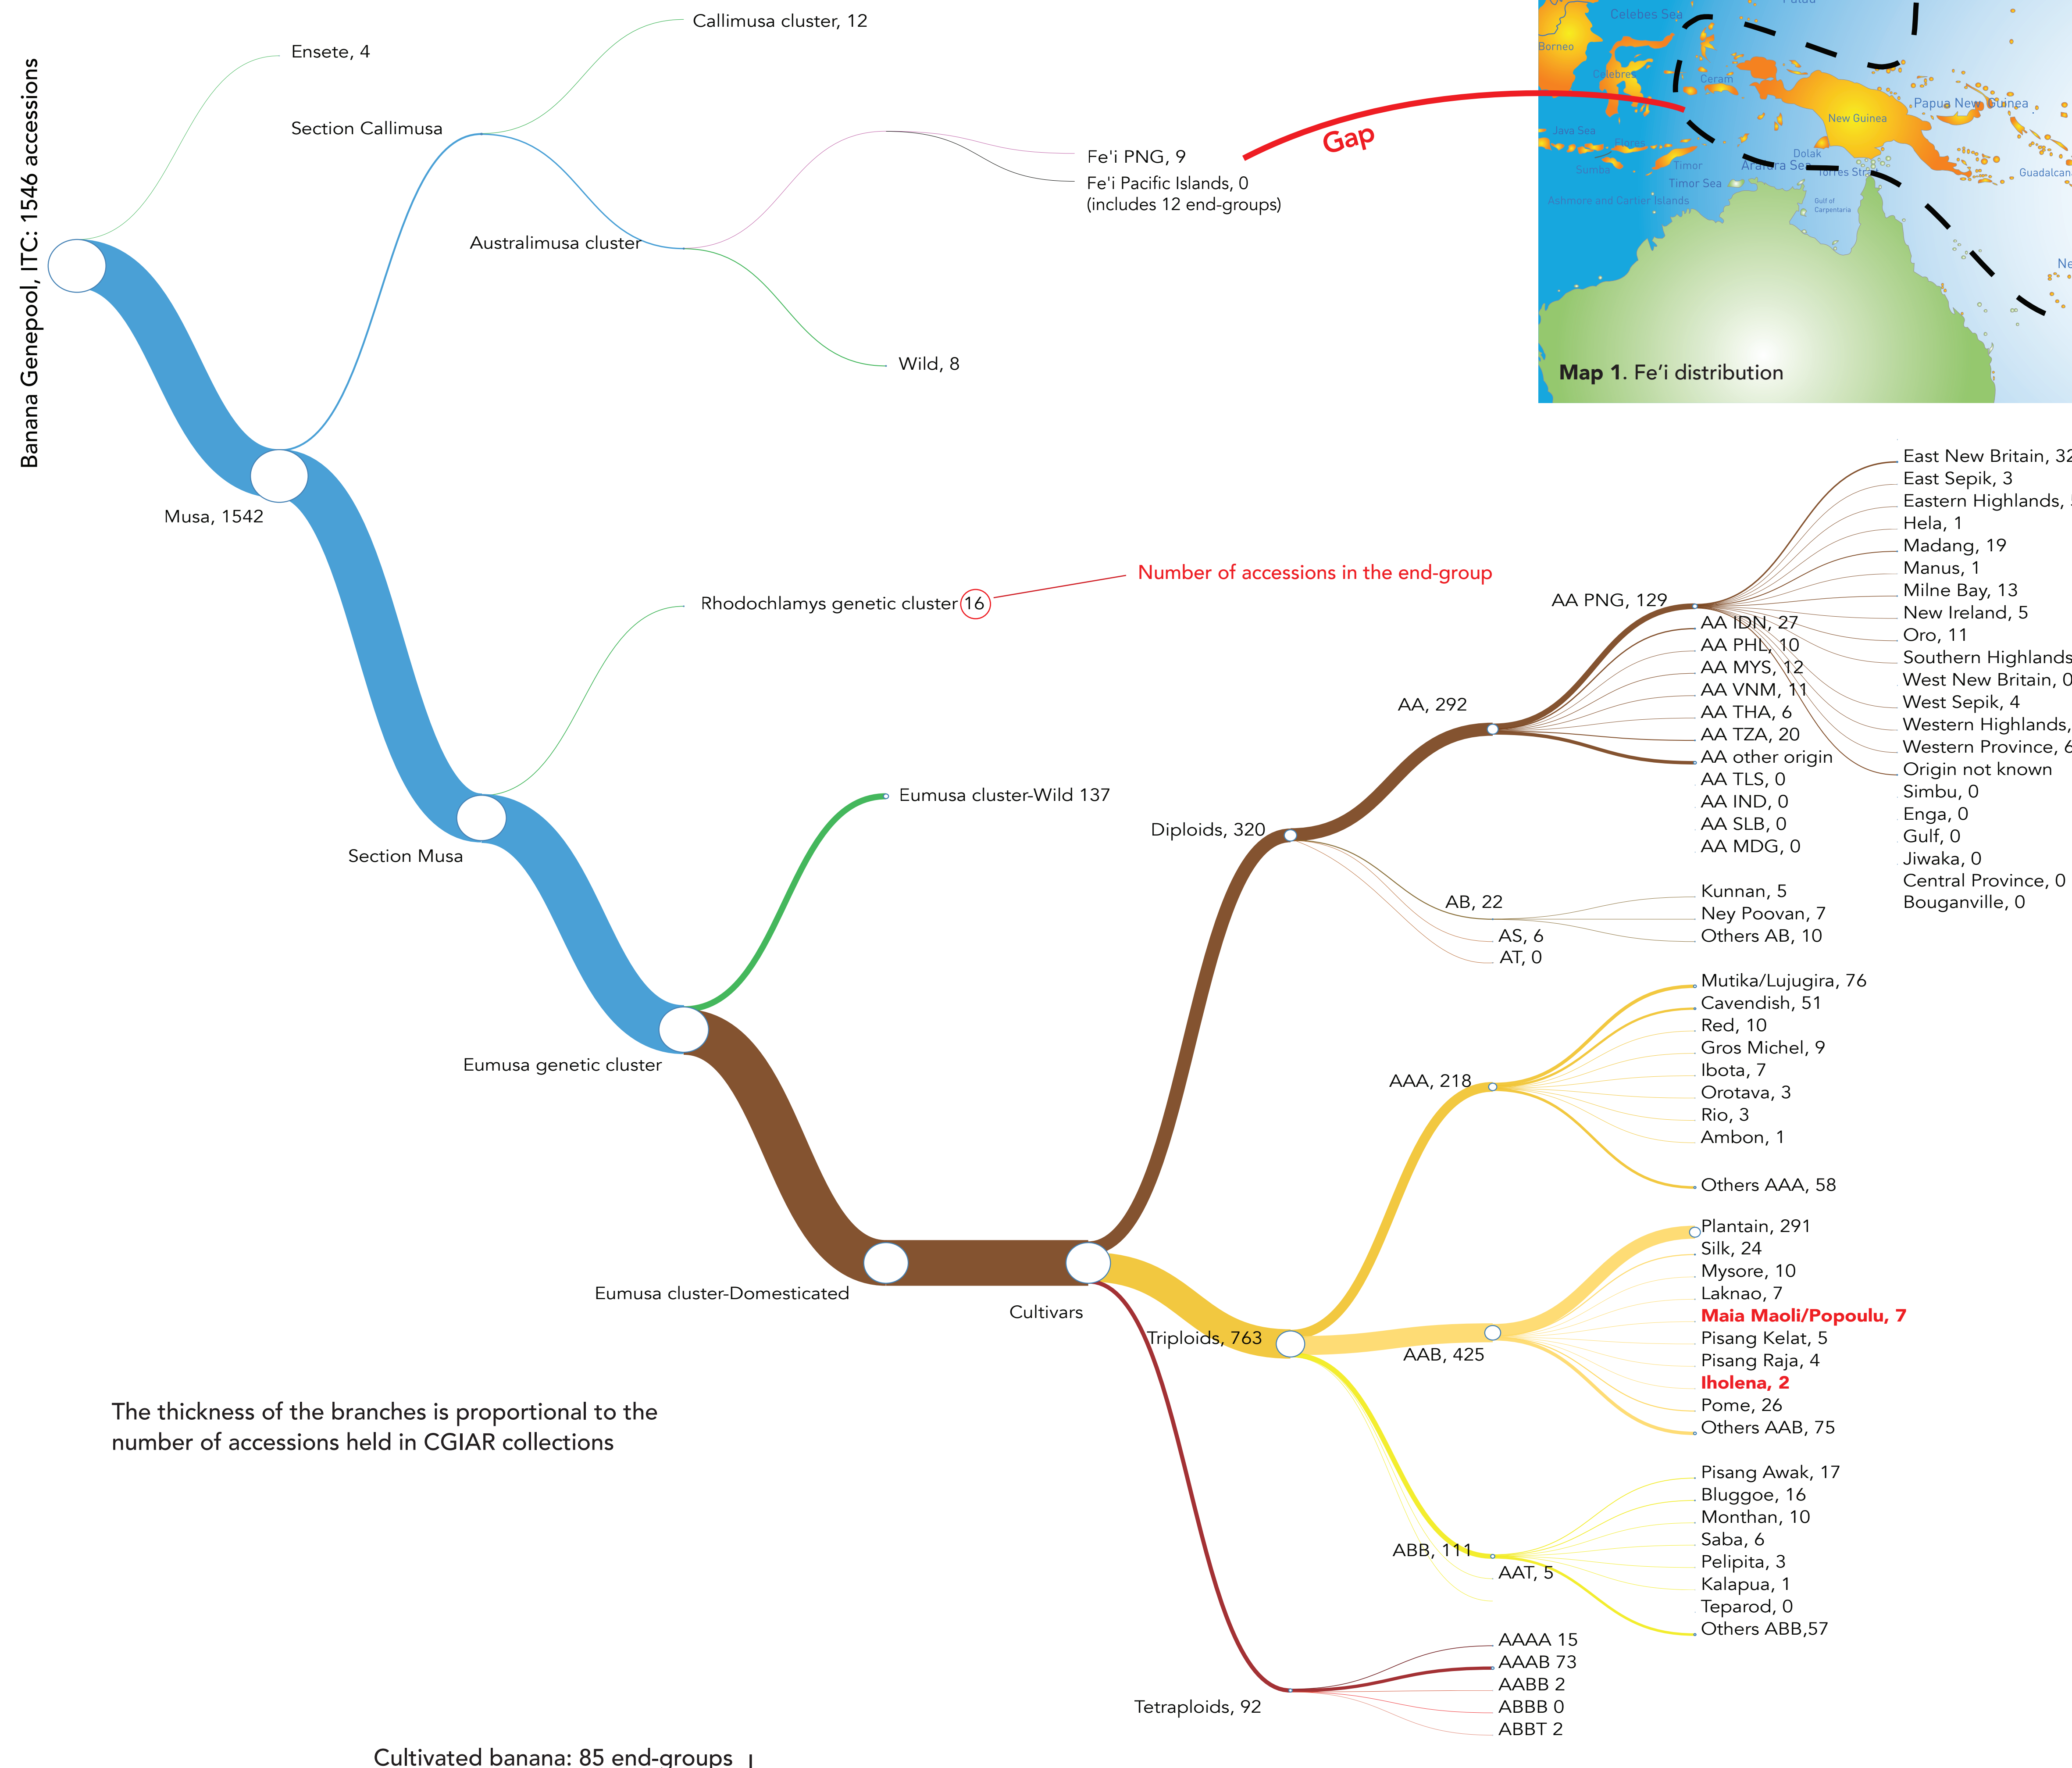 Banana Genepool, ITC: 1546 accessions
Ensete, 4
Callimusa cluster, 12
Section Callimusa
Fe'i PNG, 9
Fe'i Pacific Islands, 0
(includes 12 end-groups)
Australimusa cluster
Wild, 8
Gap
Celebes Sea
Borneo
Celebes
Ceram
Papua New Guinea
New Guinea
Java Sea
Flores
Dolak
Sumba
Timor
Arafura Sea
Torres Strait
Timor Sea
Guadalcan
Ashmore and Cartier Islands
Gulf of
Carpentaria
Ne
Map 1. Fe'i distribution
Musa, 1542
Rhodochlamys genetic cluster 16
Number of accessions in the end-group
Section Musa
Eumusa cluster-Wild 137
Eumusa genetic cluster
Eumusa cluster-Domesticated
Cultivars
Diploids, 320
AA, 292
AA PNG, 129
AA IDN, 27
AA PHL, 10
AA MYS, 12
AA VNM, 11
AA THA, 6
AA TZA, 20
AA other origin
AA TLS, 0
AA IND, 0
AA SLB, 0
AA MDG, 0
East New Britain, 32
East Sepik, 3
Eastern Highlands,
Hela, 1
Madang, 19
Manus, 1
Milne Bay, 13
New Ireland, 5
Oro, 11
Southern Highlands
West New Britain, 0
West Sepik, 4
Western Highlands,
Western Province, 6
Origin not known
Simbu, 0
Enga, 0
Gulf, 0
Jiwaka, 0
Central Province, 0
Bouganville, 0
AB, 22
Kunnan, 5
Ney Poovan, 7
Others AB, 10
AS, 6
AT, 0
Triploids, 763
AAA, 218
Mutika/Lujugira, 76
Cavendish, 51
Red, 10
Gros Michel, 9
Ibota, 7
Orotava, 3
Rio, 3
Ambon, 1
Others AAA, 58
AAB, 425
Plantain, 291
Silk, 24
Mysore, 10
Laknao, 7
Maia Maoli/Popoulu, 7
Pisang Kelat, 5
Pisang Raja, 4
Iholena, 2
Pome, 26
Others AAB, 75
ABB, 111
Pisang Awak, 17
Bluggoe, 16
Monthan, 10
Saba, 6
Pelipita, 3
Kalapua, 1
Teparod, 0
Others ABB,57
AAT, 5
Tetraploids, 92
AAAA 15
AAAB 73
AABB 2
ABBB 0
ABBT 2
The thickness of the branches is proportional to the
number of accessions held in CGIAR collections
Cultivated banana: 85 end-groups